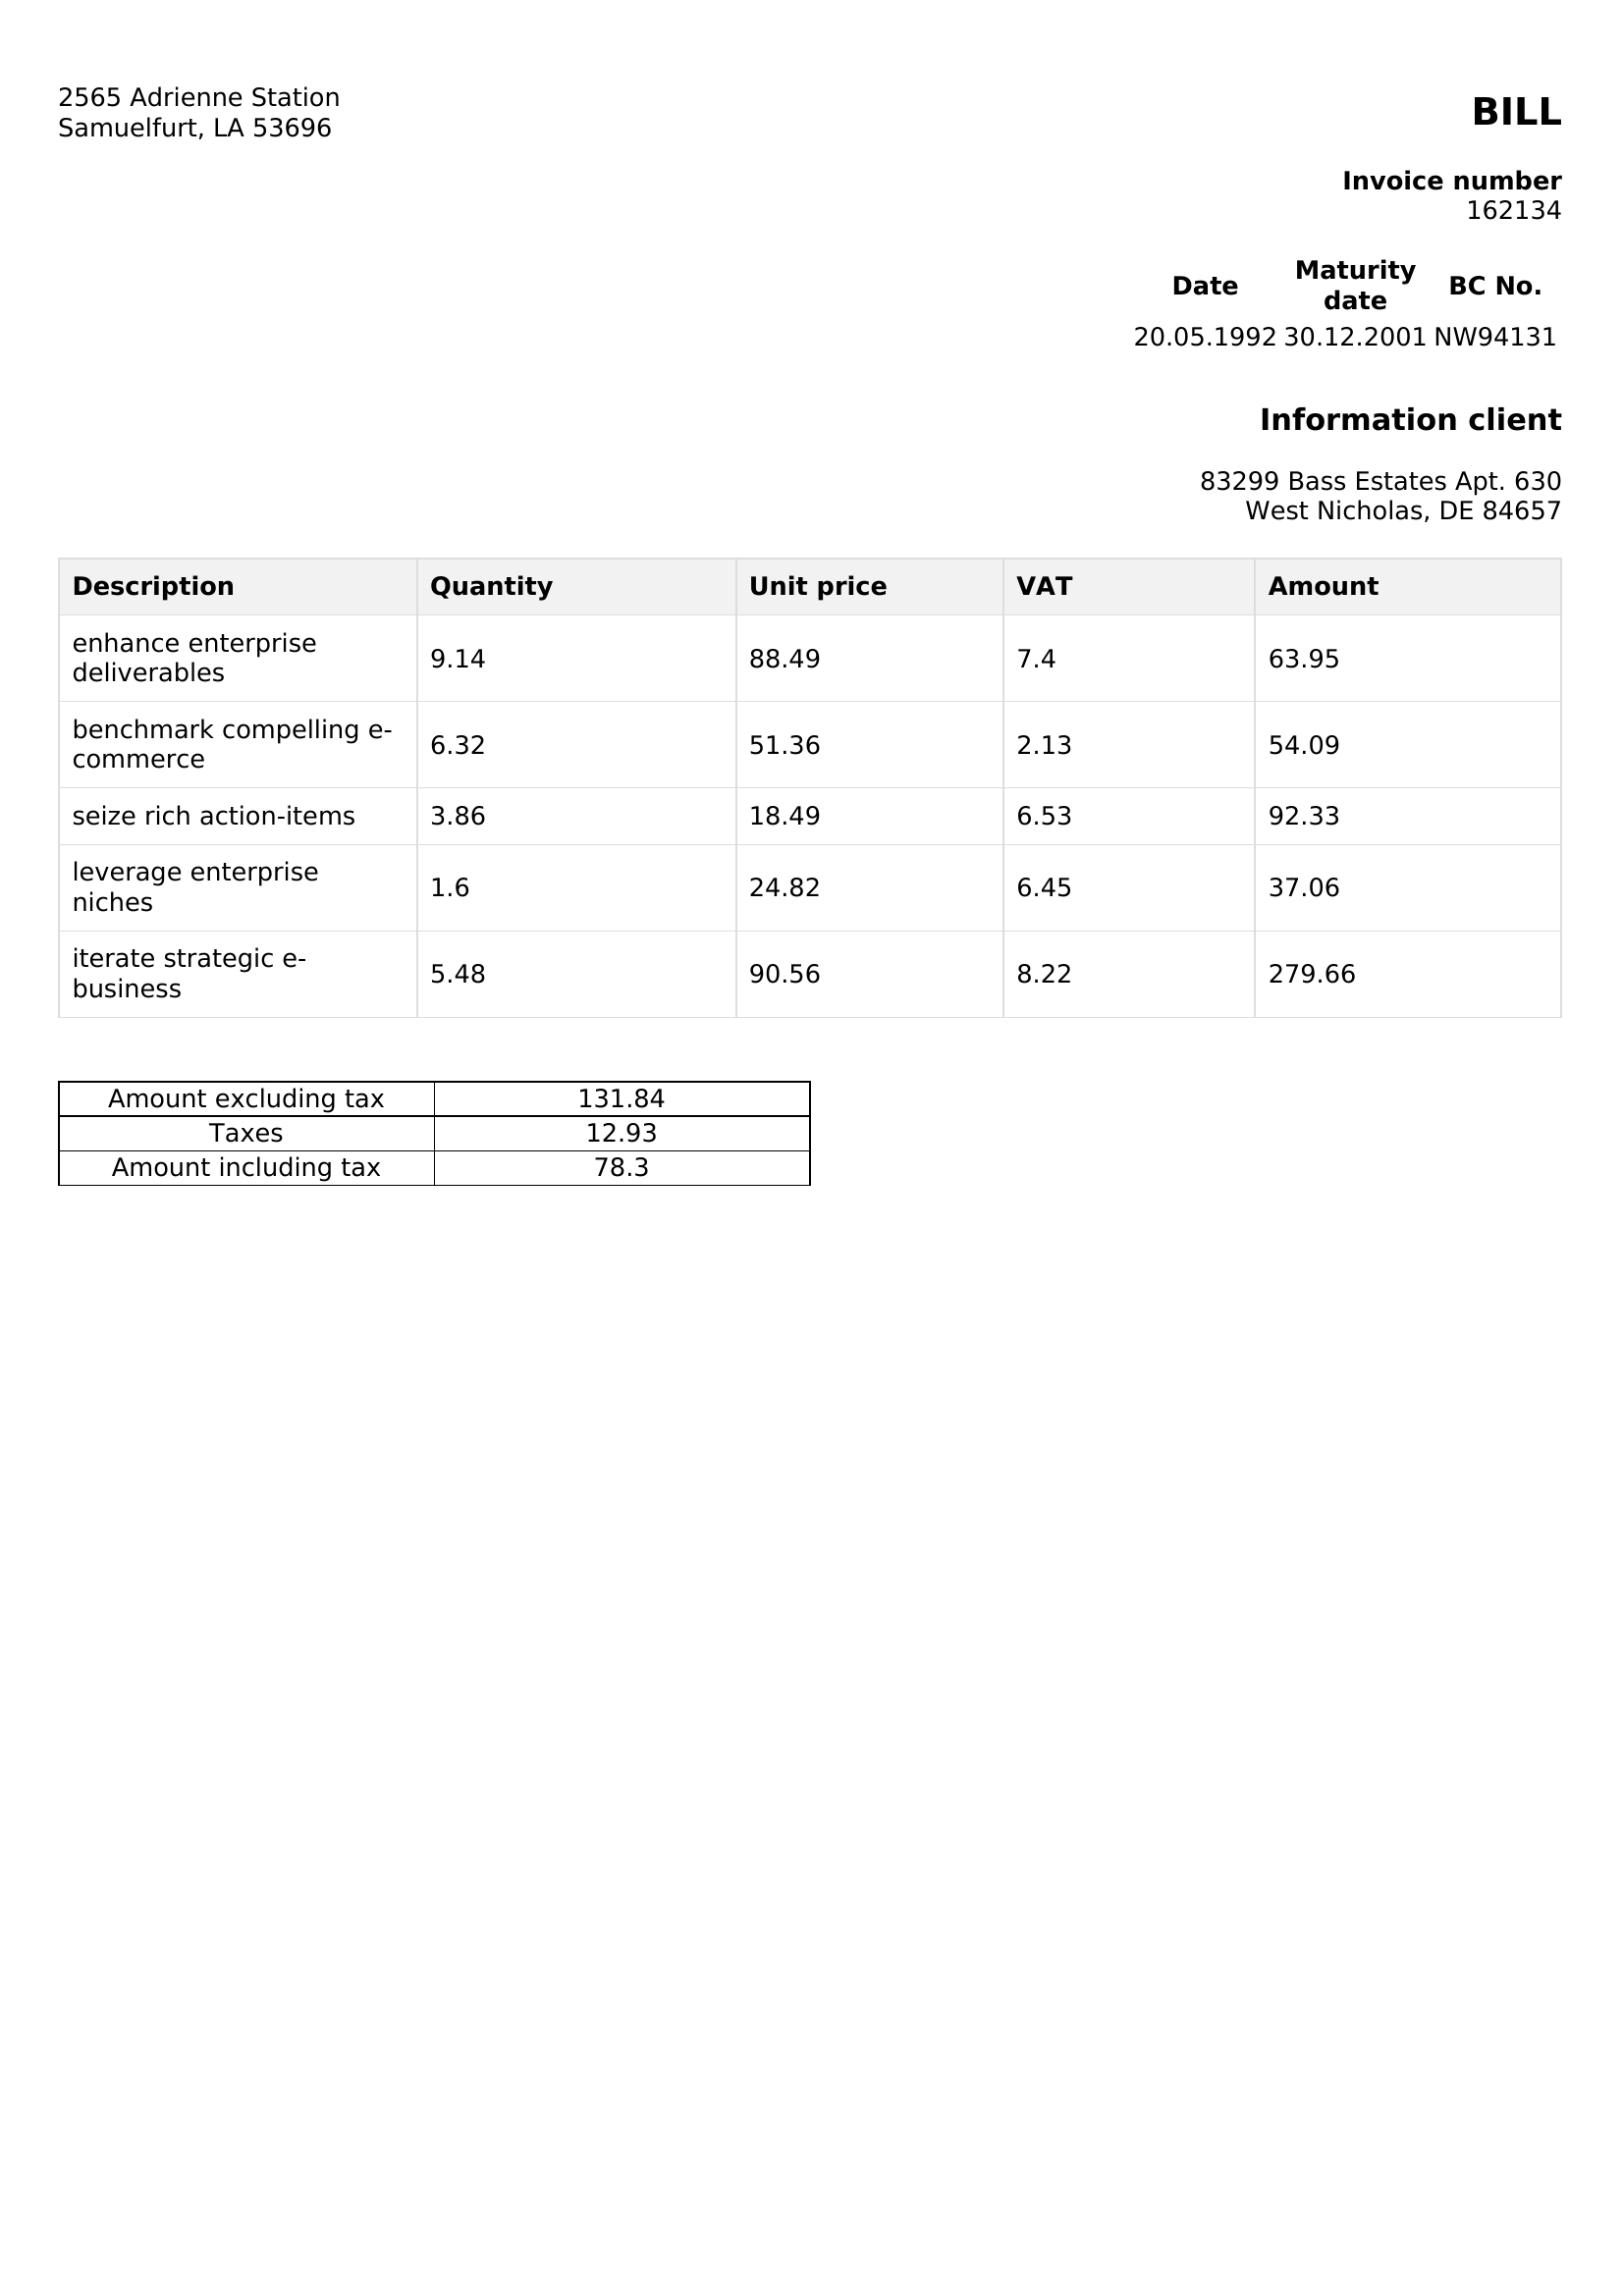 2565 Adrienne Station
Samuelfurt, LA 53696
BILL
Invoice number
162134
Date Maturity date BC No.
20.05.1992 30.12.2001 NW94131
Information client
83299 Bass Estates Apt. 630
West Nicholas, DE 84657
Description Quantity Unit price VAT Amount
enhance enterprise
deliverables 9.14 88.49 7.4 63.95
benchmark compelling e-
commerce 6.32 51.36 2.13 54.09
seize rich action-items 3.86 18.49 6.53 92.33
leverage enterprise
niches 1.6 24.82 6.45 37.06
iterate strategic e-
business 5.48 90.56 8.22 279.66
Amount excluding tax 131.84
Taxes 12.93
Amount including tax 78.3